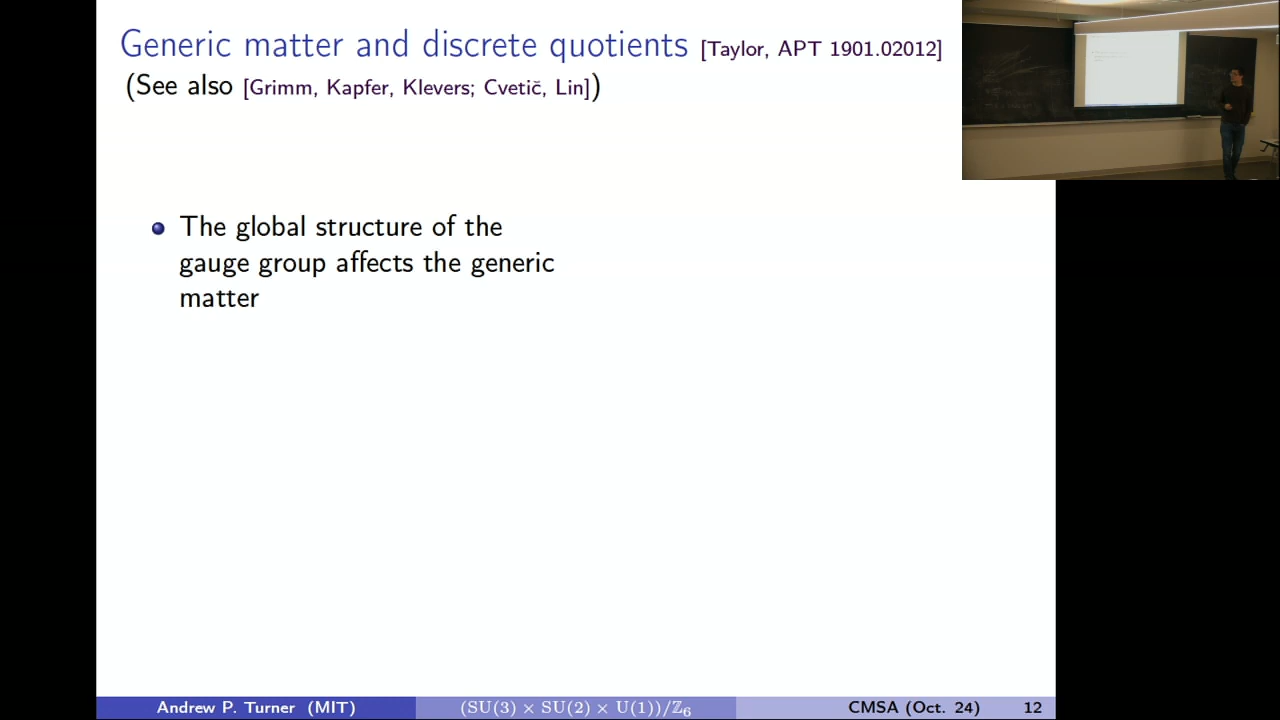 Generic matter and discrete quotients [Taylor, APT 1901.02012]
(See also [Grimm, Kapfer, Klevers; Cvetič, Lin])
The global structure of the
gauge group affects the generic
matter
Andrew P. Turner (MIT) (SU(3) × SU(2) × U(1))/ℤ₆ CMSA (Oct. 24) 12